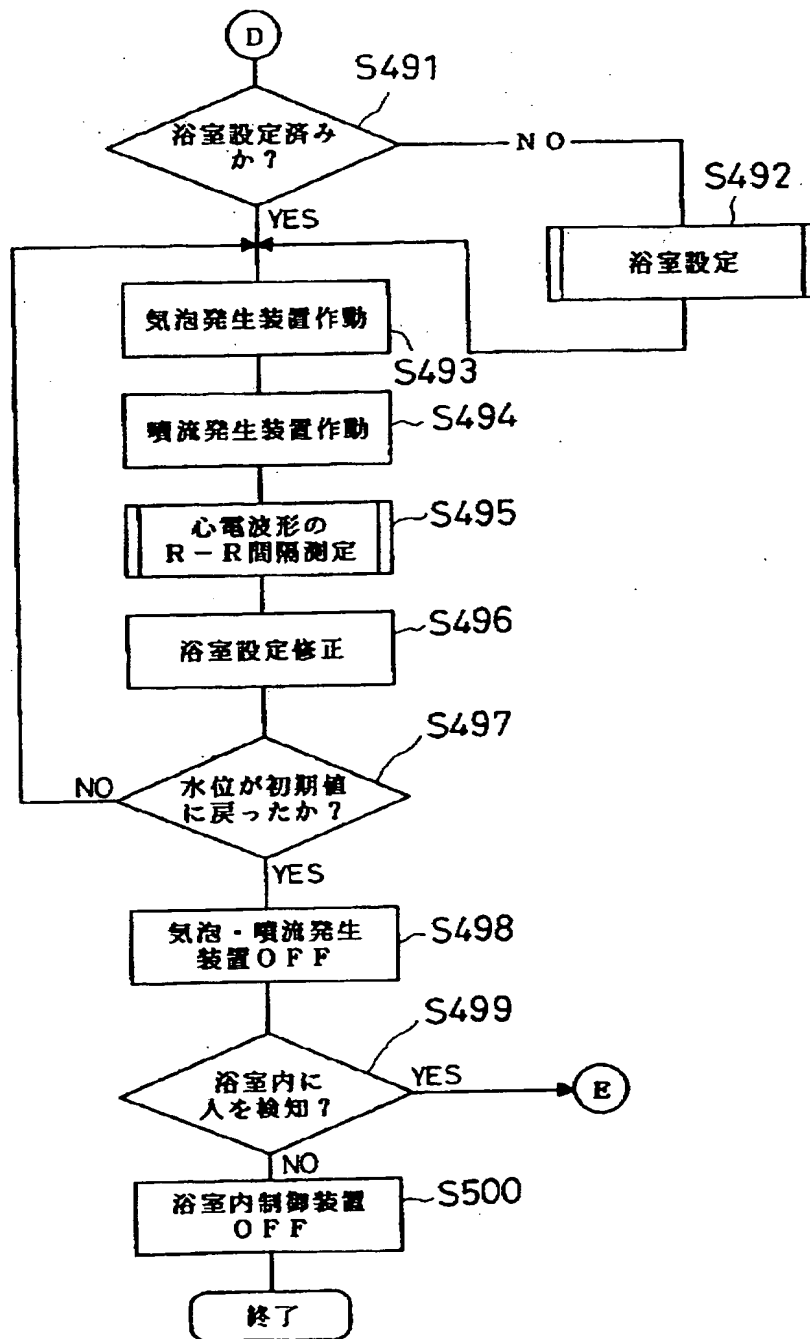 D
S491
浴室設定済み
か？
NO
S492
YES
浴室設定
気泡発生装置作動
S493
噴流発生装置作動
S494
心電波形の
R－R間隔測定
S495
浴室設定修正
S496
S497
水位が初期値
に戻ったか？
NO
YES
気泡・噴流発生
装置OFF
S498
S499
浴室内に
人を検知？
YES
E
NO
浴室内制御装置
OFF
S500
終了